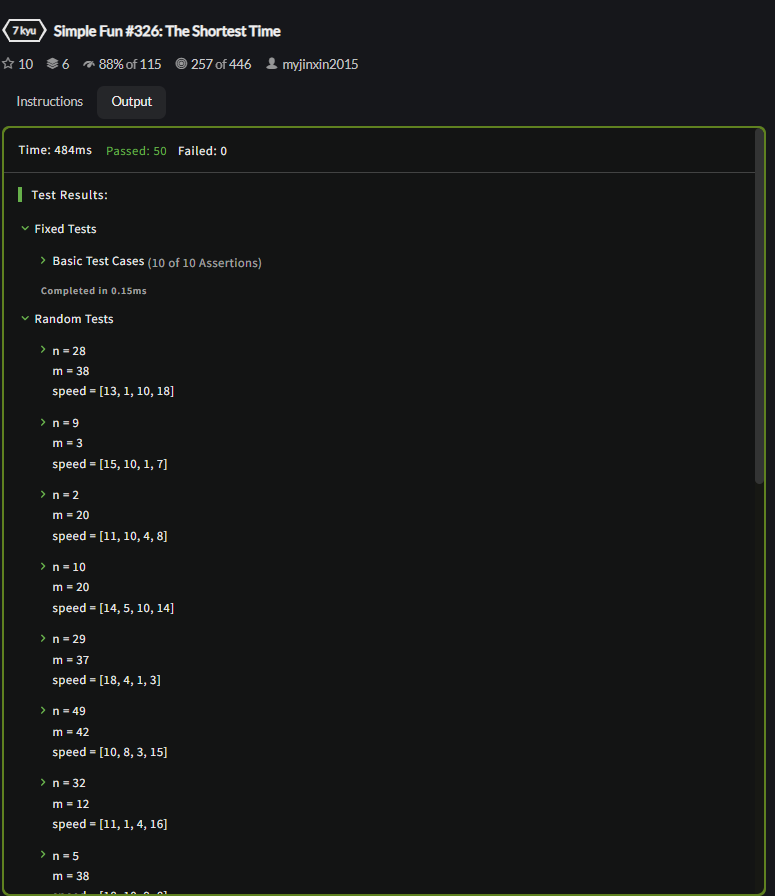 7 kyu Simple Fun #326: The Shortest Time
10 6 88% of 115 257 of 446 myjinxin2015
Instructions Output
Time: 484ms Passed: 50 Failed: 0
Test Results:
Fixed Tests
Basic Test Cases (10 of 10 Assertions)
Completed in 0.15ms
Random Tests
n = 28
m = 38
speed = [13, 1, 10, 18]
n = 9
m = 3
speed = [15, 10, 1, 7]
n = 2
m = 20
speed = [11, 10, 4, 8]
n = 10
m = 20
speed = [14, 5, 10, 14]
n = 29
m = 37
speed = [18, 4, 1, 3]
n = 49
m = 42
speed = [10, 8, 3, 15]
n = 32
m = 12
speed = [11, 1, 4, 16]
n = 5
m = 38